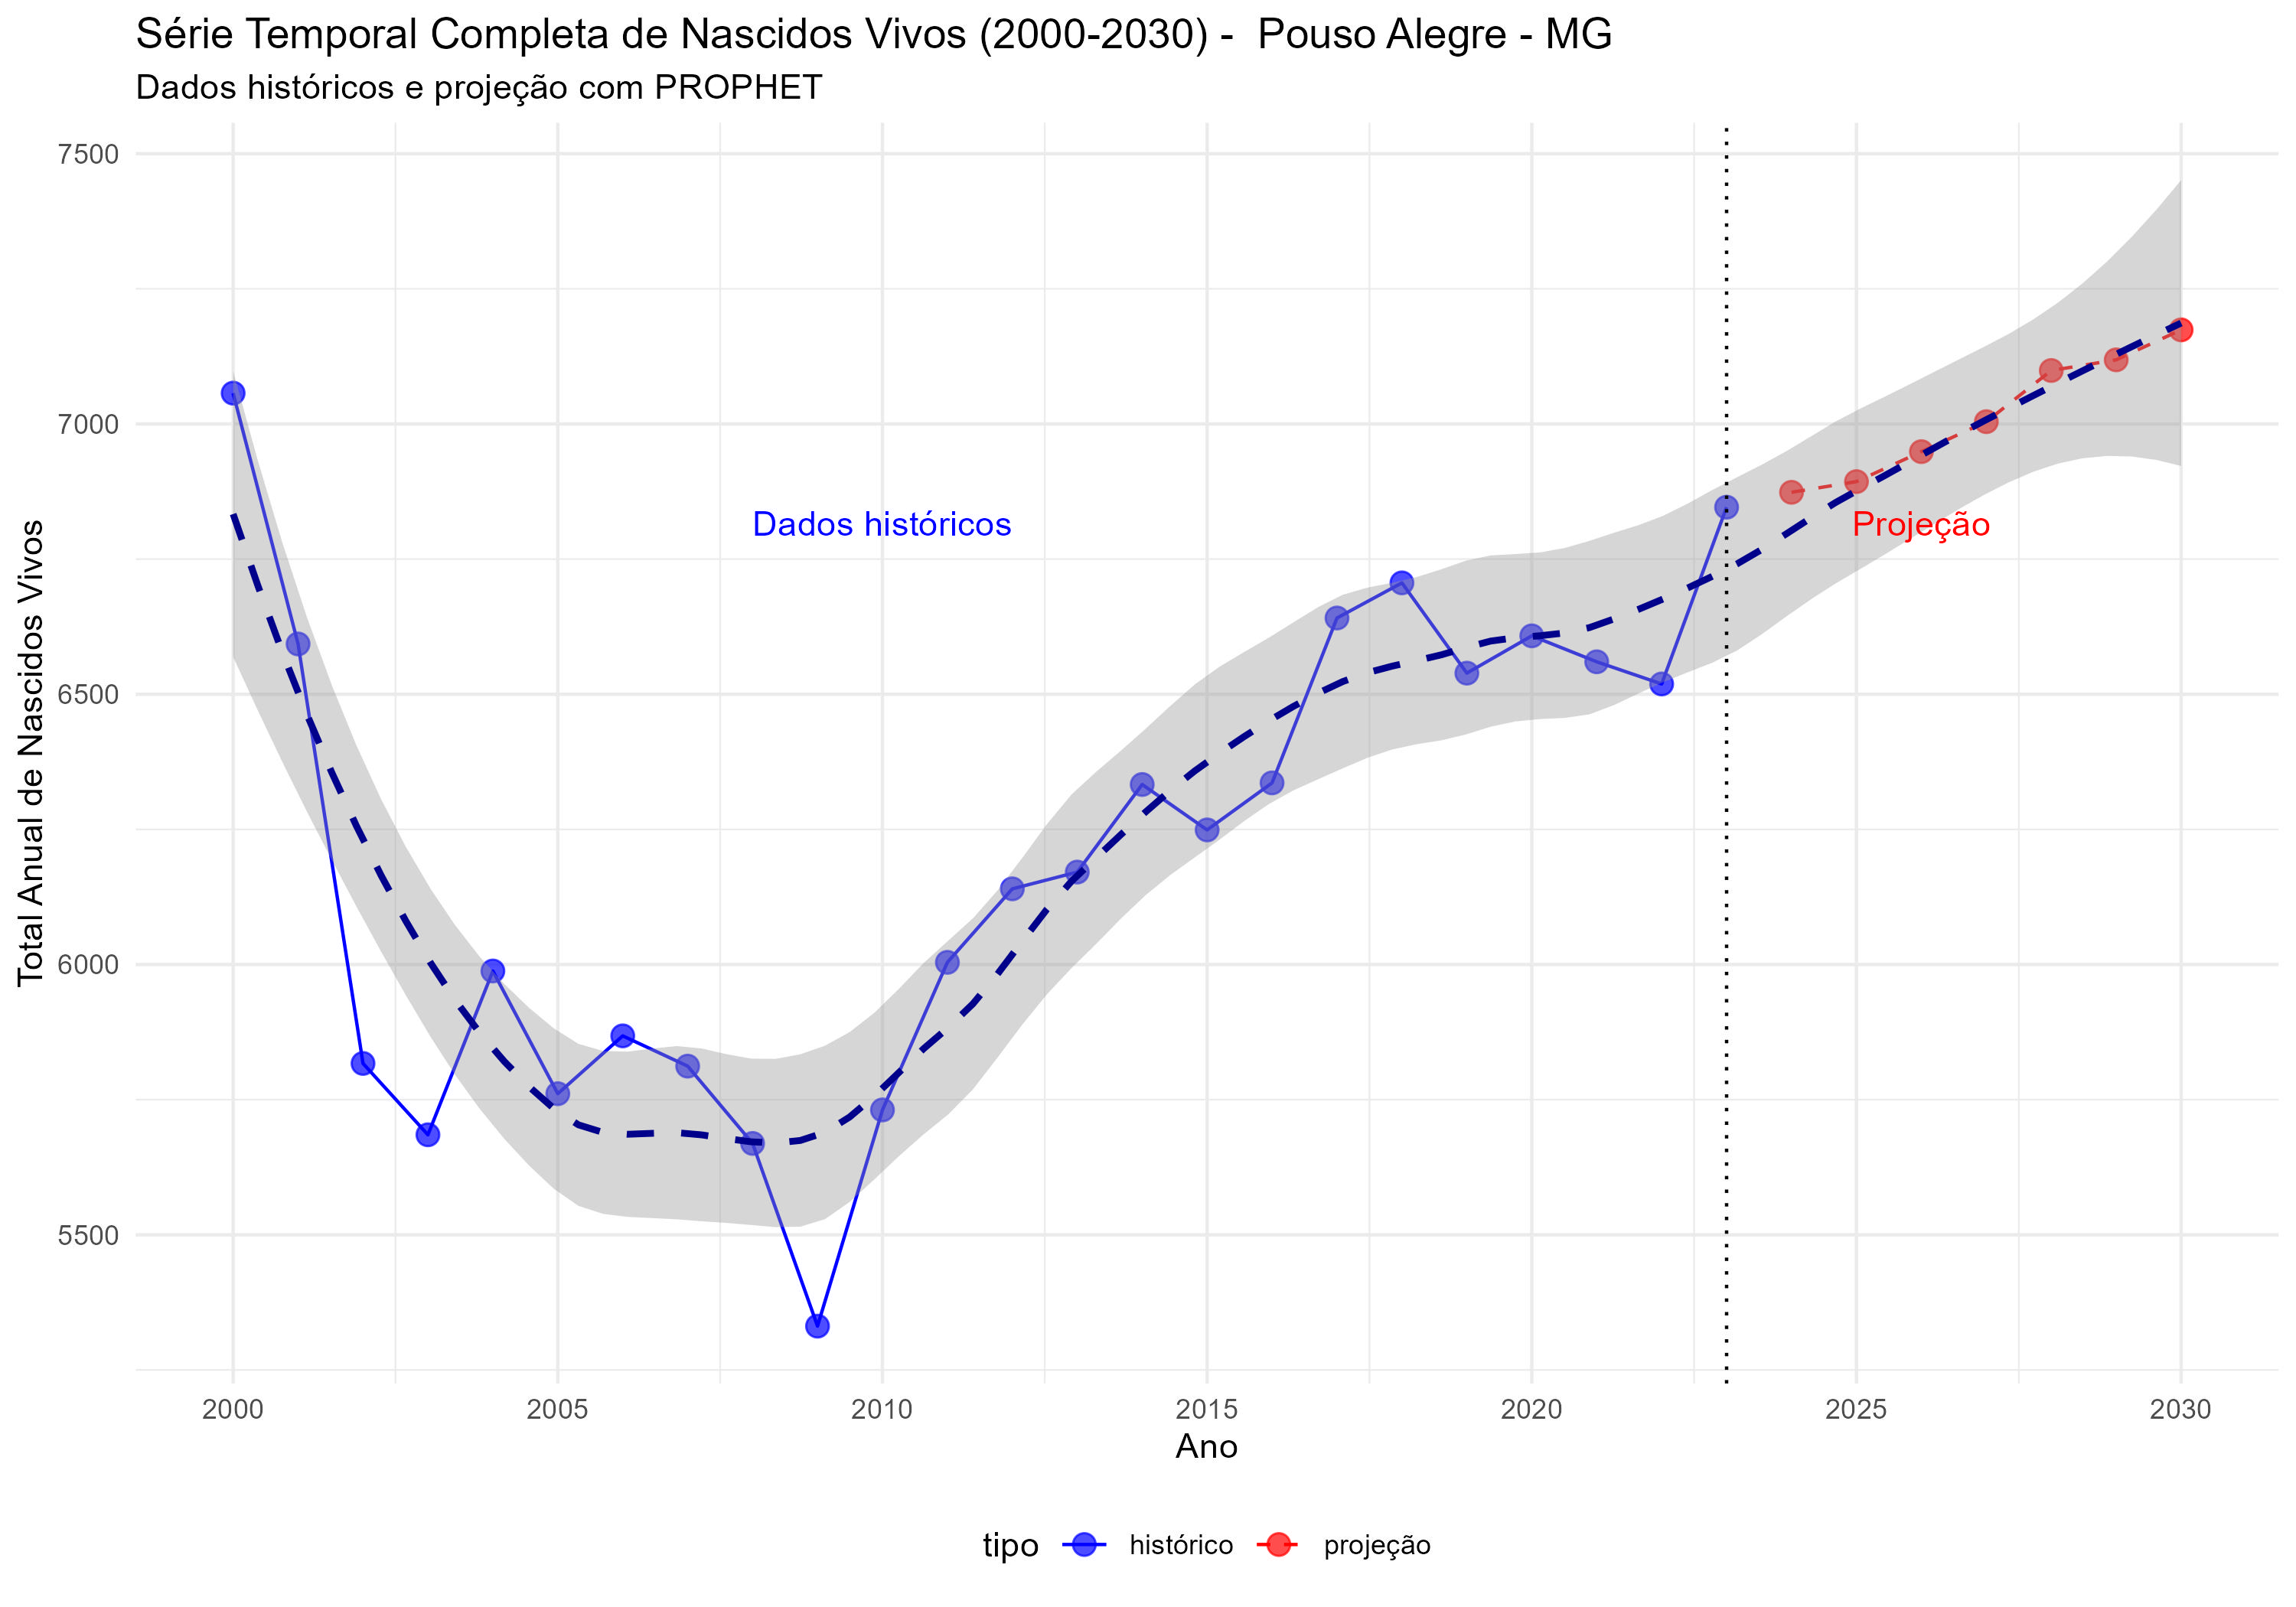 Série Temporal Completa de Nascidos Vivos (2000-2030) -  Pouso Alegre - MG
Dados históricos e projeção com PROPHET
Total Anual de Nascidos Vivos
7500
7000
6500
6000
5500
Dados históricos
Projeção
2000
2005
2010
2015
2020
2025
2030
Ano
tipo
histórico
projeção